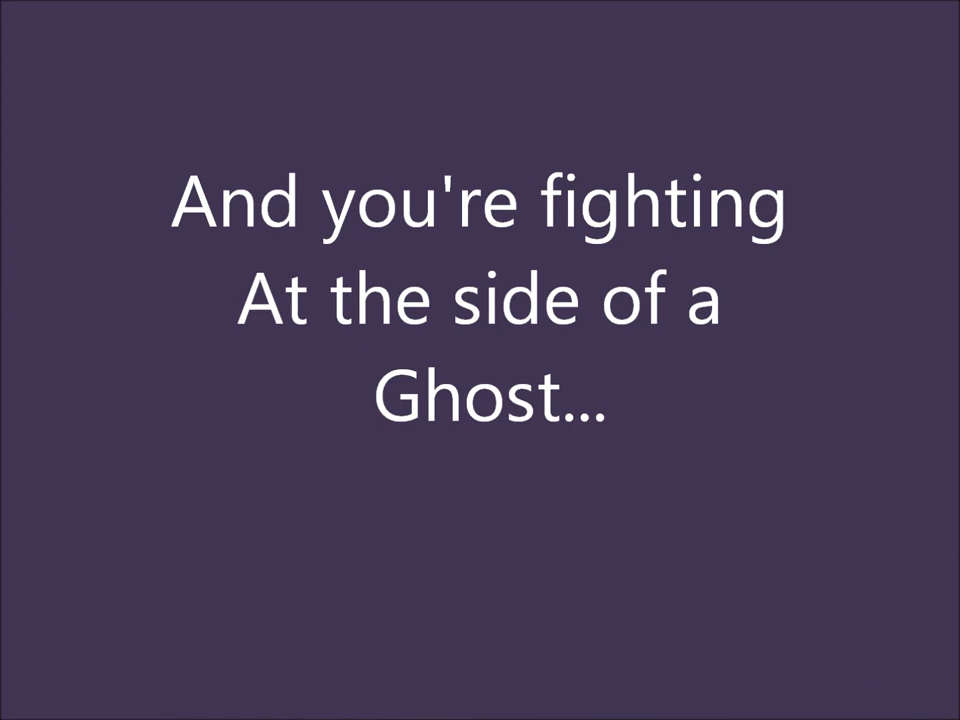 And you're fighting
At the side of a
Ghost...